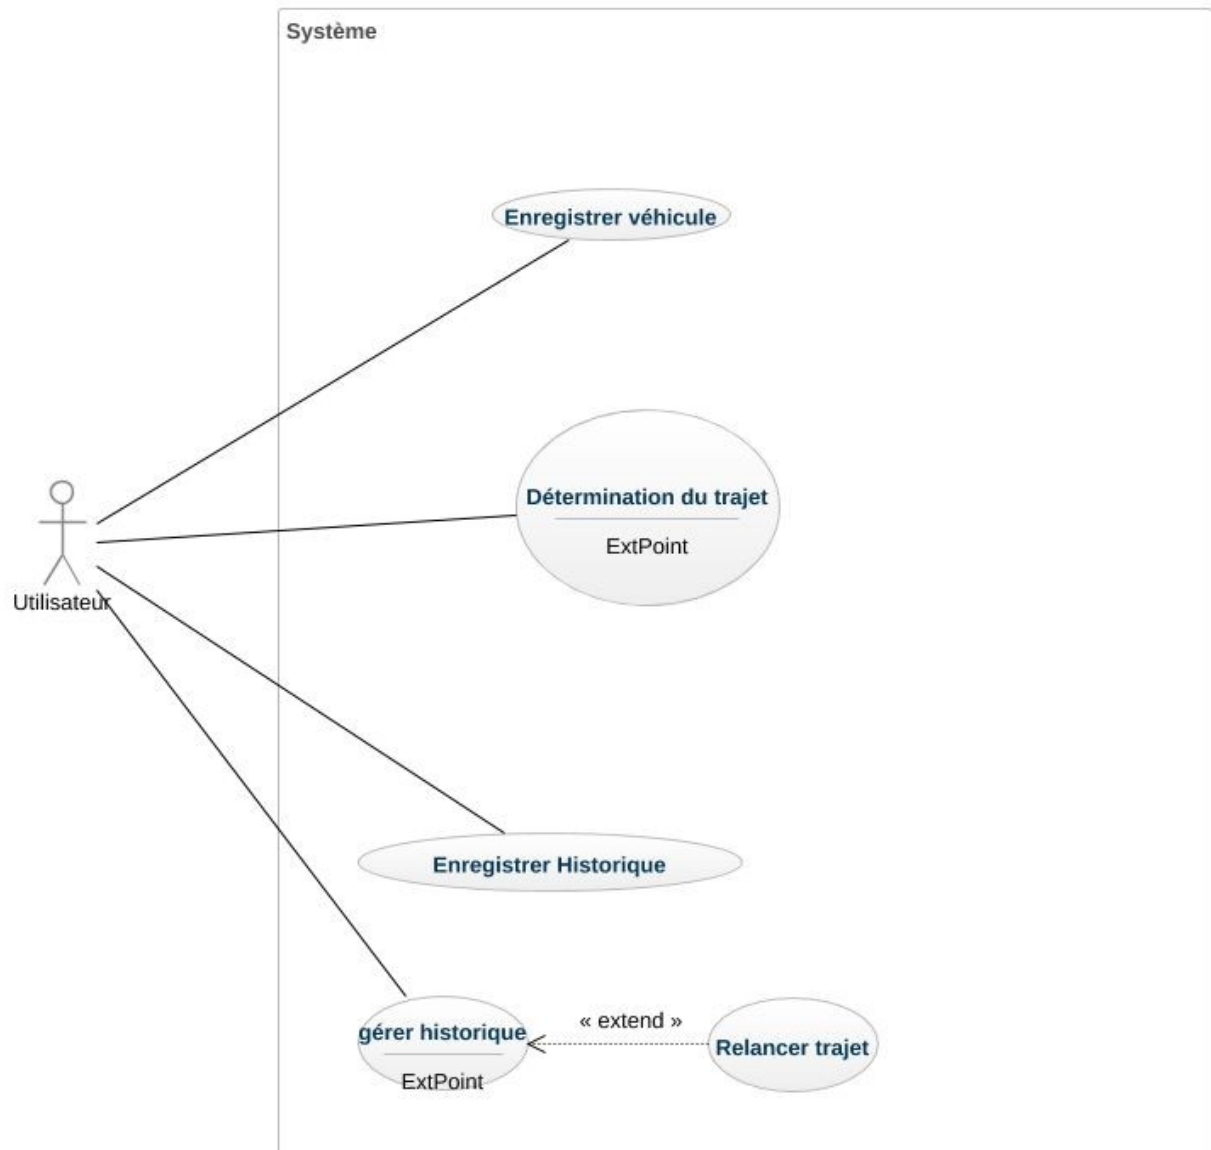 Système
Enregistrer véhicule
Détermination du trajet
ExtPoint
Utilisateur
Enregistrer Historique
gérer historique
ExtPoint
« extend »
Relancer trajet